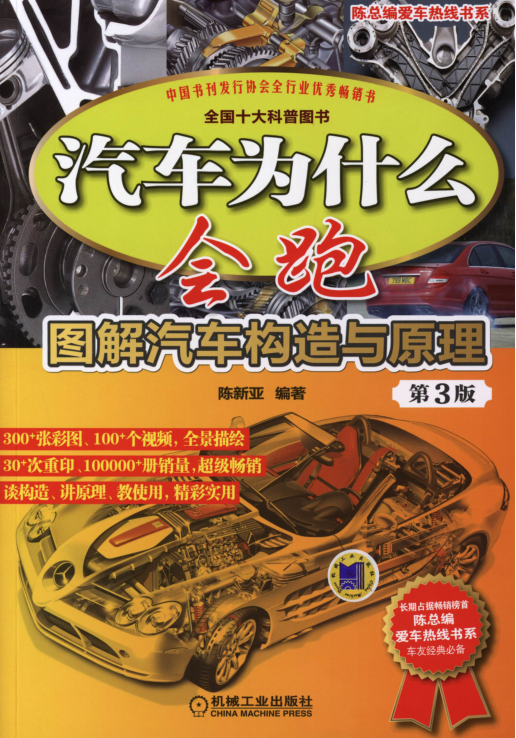 陈总编爱车热线书系
中国书刊发行协会全行业优秀畅销书
全国十大科普图书
汽车为什么
会跑
图解汽车构造与原理
陈新亚 编著
第3版
300+张彩图、100+个视频，全景描绘
30+次重印、100000+册销量，超级畅销
谈构造、讲原理、教使用，精彩实用
长期占据畅销榜首
陈总编
爱车热线书系
车友经典必备
机械工业出版社
CHINA MACHINE PRESS